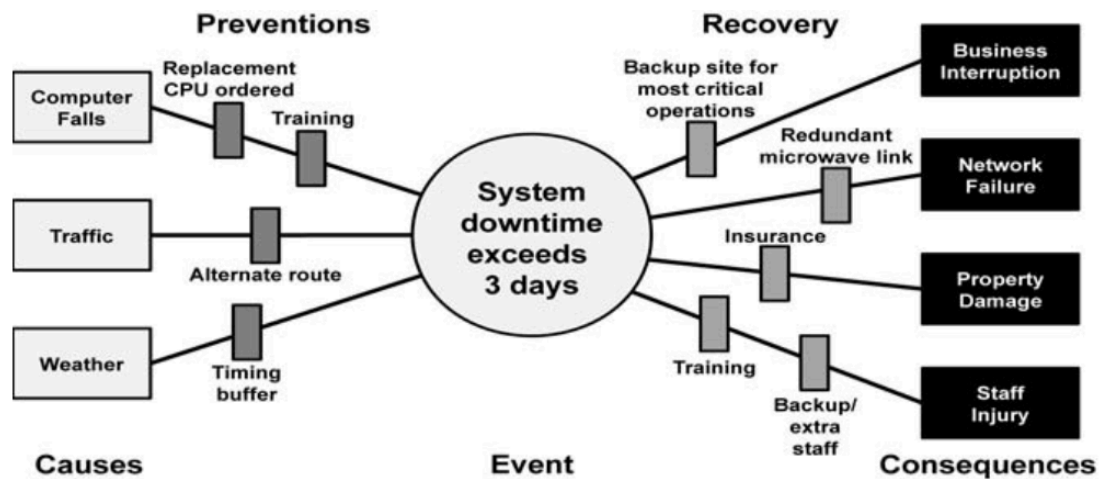 Preventions
Recovery
Replacement
CPU ordered
Training
Computer
Falls
Traffic
Alternate route
Weather
Timing
buffer
System
downtime
exceeds
3 days
Backup site for
most critical
operations
Redundant
microwave link
Insurance
Training
Backup/
extra
staff
Business
Interruption
Network
Failure
Property
Damage
Staff
Injury
Causes
Event
Consequences